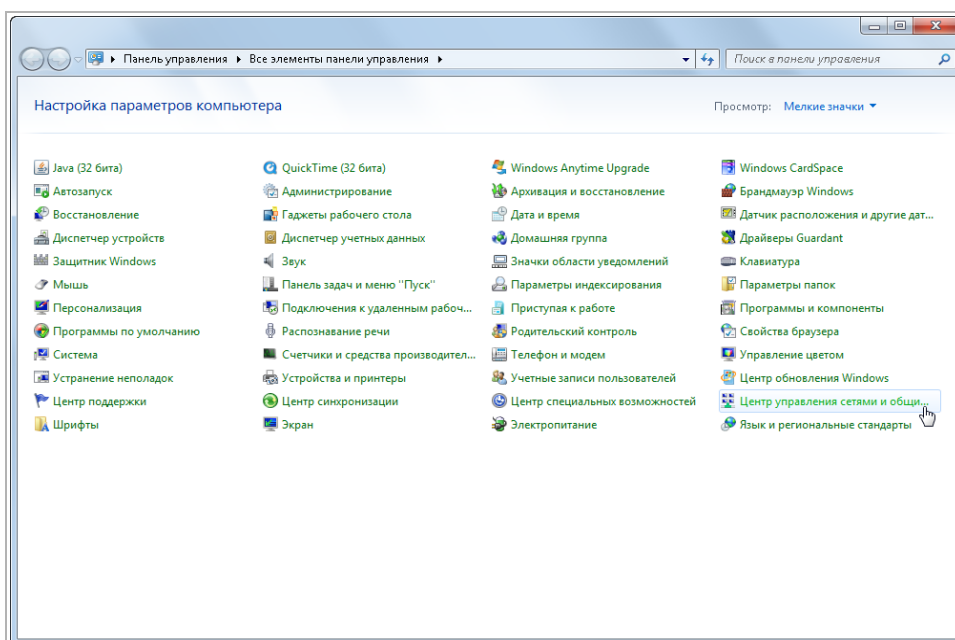 Панель управления ▸ Все элементы панели управления ▸ Поиск в панели управления
Настройка параметров компьютера Просмотр: Мелкие значки
Java (32 бита) QuickTime (32 бита) Windows Anytime Upgrade Windows CardSpace
Автозапуск Администрирование Архивация и восстановление Брандмауэр Windows
Восстановление Гаджеты рабочего стола Дата и время Датчик расположения и другие дат...
Диспетчер устройств Диспетчер учетных данных Домашняя группа Драйверы Guardant
Защитник Windows Звук Значки области уведомлений Клавиатура
Мышь Панель задач и меню "Пуск" Параметры индексирования Параметры папок
Персонализация Подключения к удаленным рабоч... Приступая к работе Программы и компоненты
Программы по умолчанию Распознавание речи Родительский контроль Свойства браузера
Система Счетчики и средства производител... Телефон и модем Управление цветом
Устранение неполадок Устройства и принтеры Учетные записи пользователей Центр обновления Windows
Центр поддержки Центр синхронизации Центр специальных возможностей Центр управления сетями и общи...
Шрифты Экран Электропитание Язык и региональные стандарты